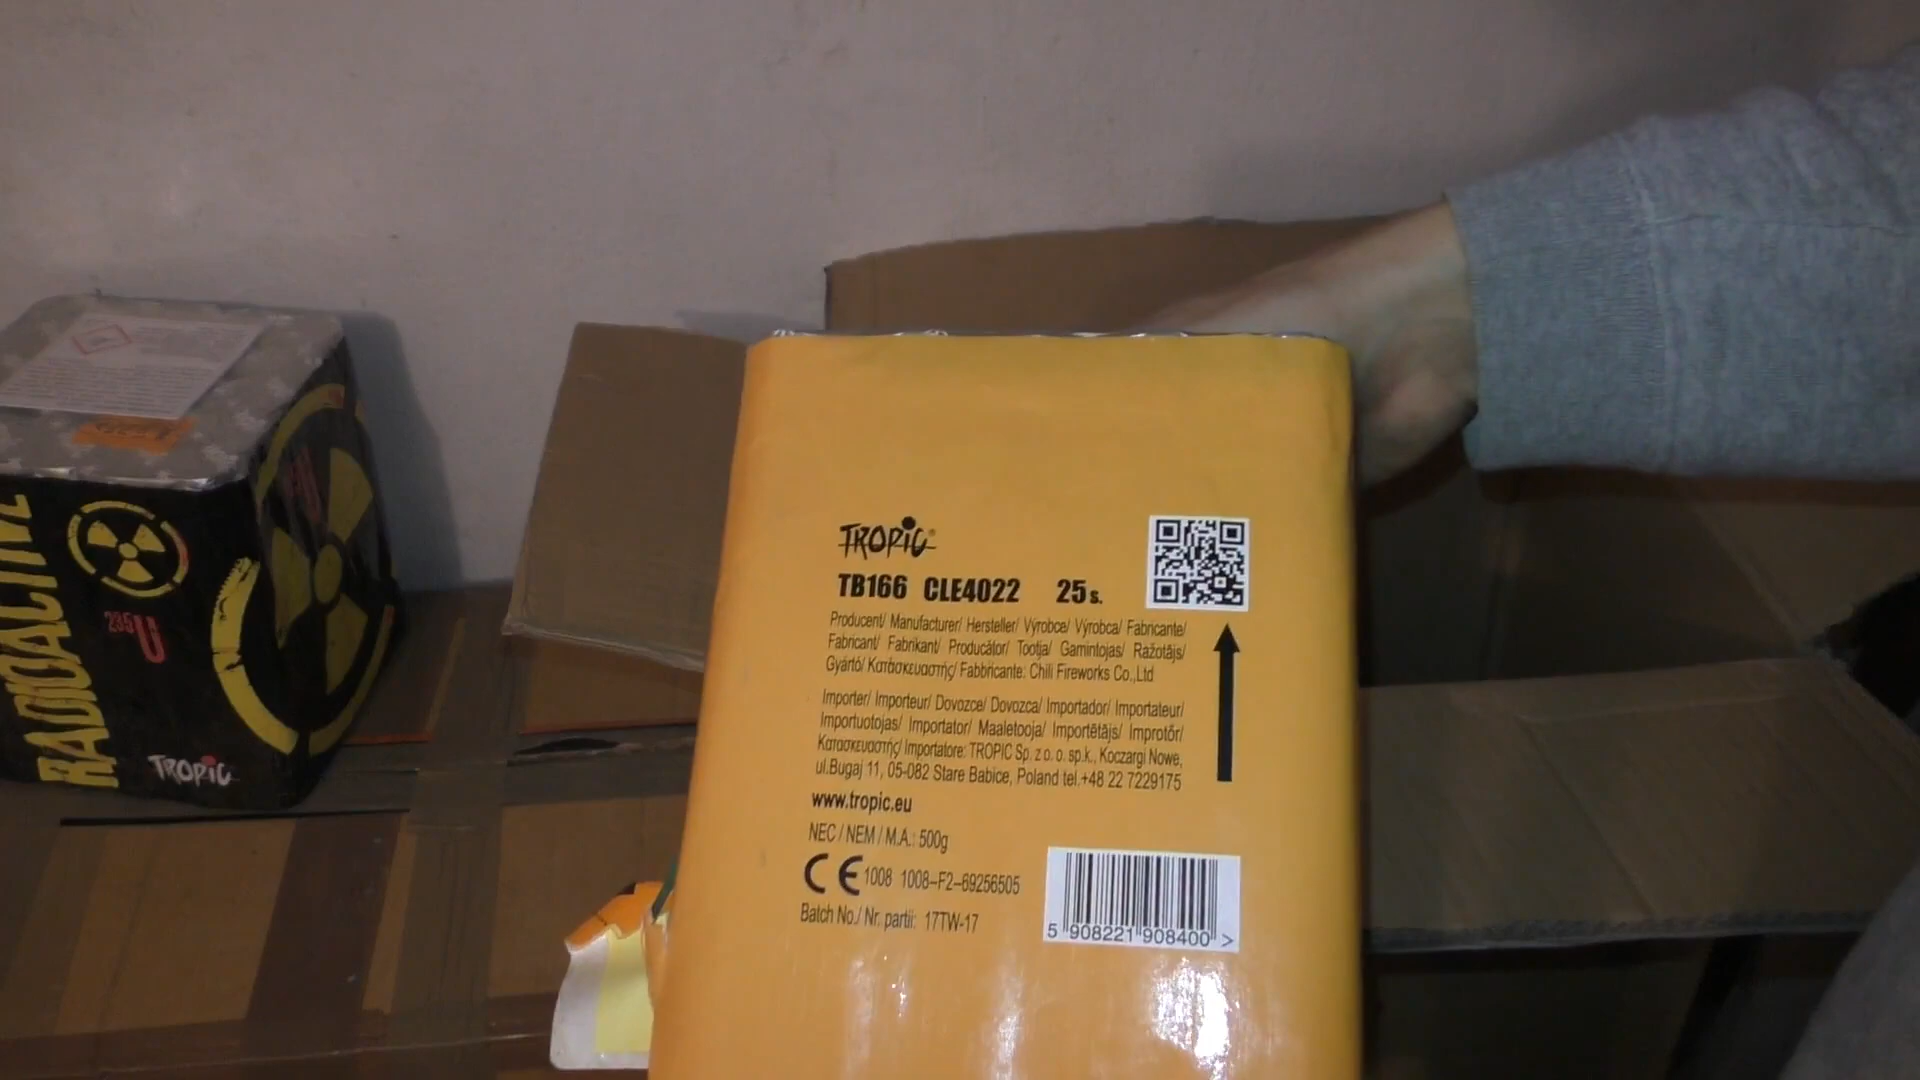 RADIOACTIVE
235U
TROPIC
TROPIC®
TB166 CLE4022 25 s.
Producent/ Manufacturer/ Hersteller/ Výrobce/ Výrobca/ Fabricante/
Fabricant/ Fabrikant/ Producător/ Tootja/ Gamintojas/ Ražotājs/
Gyártó/ Κατασκευαστής/ Fabbricante: Chili Fireworks Co.,Ltd
Importer/ Importeur/ Dovozce/ Dovozca/ Importador/ Importateur/
Importuotojas/ Importator/ Maaletooja/ Importētājs/ Improtőr/
Κατασκευαστής/ Importatore: TROPIC Sp. z o. o. sp.k., Koczargi Nowe,
ul.Bugaj 11, 05-082 Stare Babice, Poland tel.+48 22 7229175
www.tropic.eu
NEC / NEM / M.A.: 500g
CE 1008 1008-F2-69256505
Batch No./ Nr. partii: 17TW-17
5 908221 908400 >